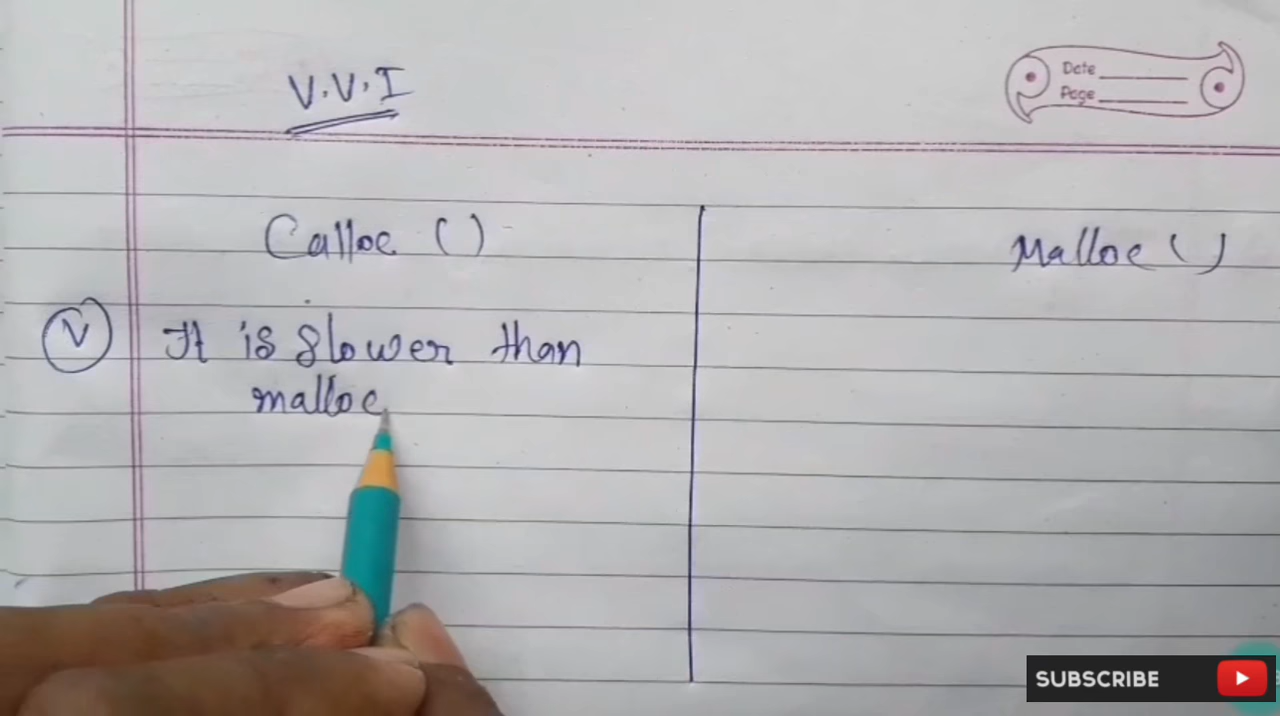 V.V.I
Date
Page
Calloc ( )
Malloc ( )
V It is slower than
malloc
SUBSCRIBE